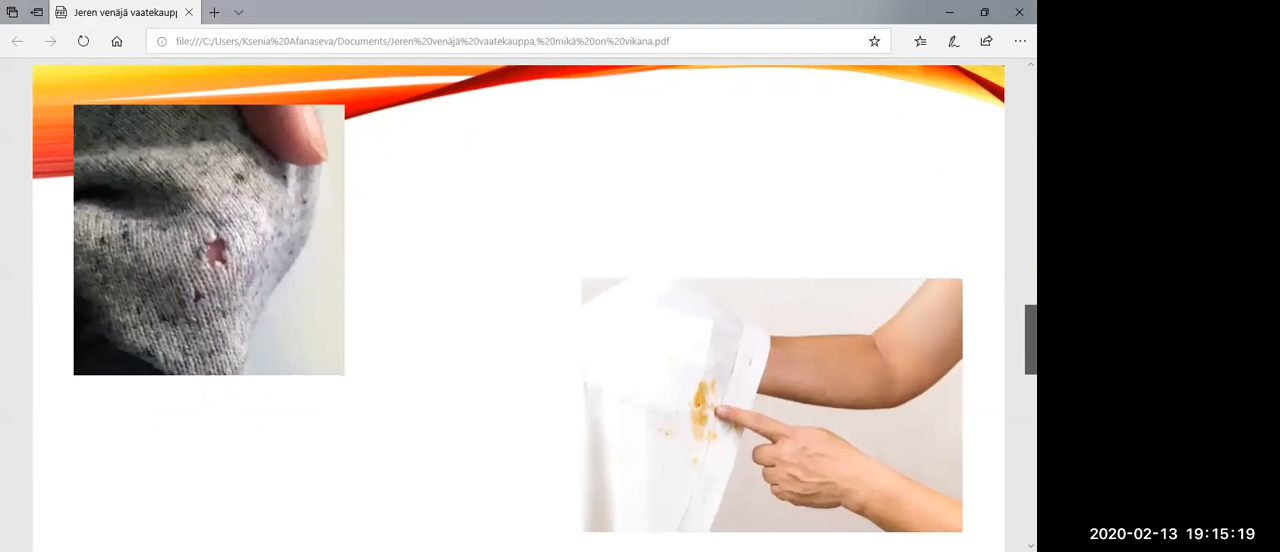 Jeren venäjä vaatekaupp
file:///C:/Users/Ksenia%20Afanaseva/Documents/Jeren%20venäjä%20vaatekauppa,%20mikä%20on%20vikana.pdf
2020-02-13 19:15:19